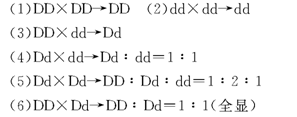 (1)DD×DD→DD (2)dd×dd→dd
(3)DD×dd→Dd
(4)Dd×dd→Dd∶dd=1∶1
(5)Dd×Dd→DD∶Dd∶dd=1∶2∶1
(6)DD×Dd→DD∶Dd=1∶1(全显)